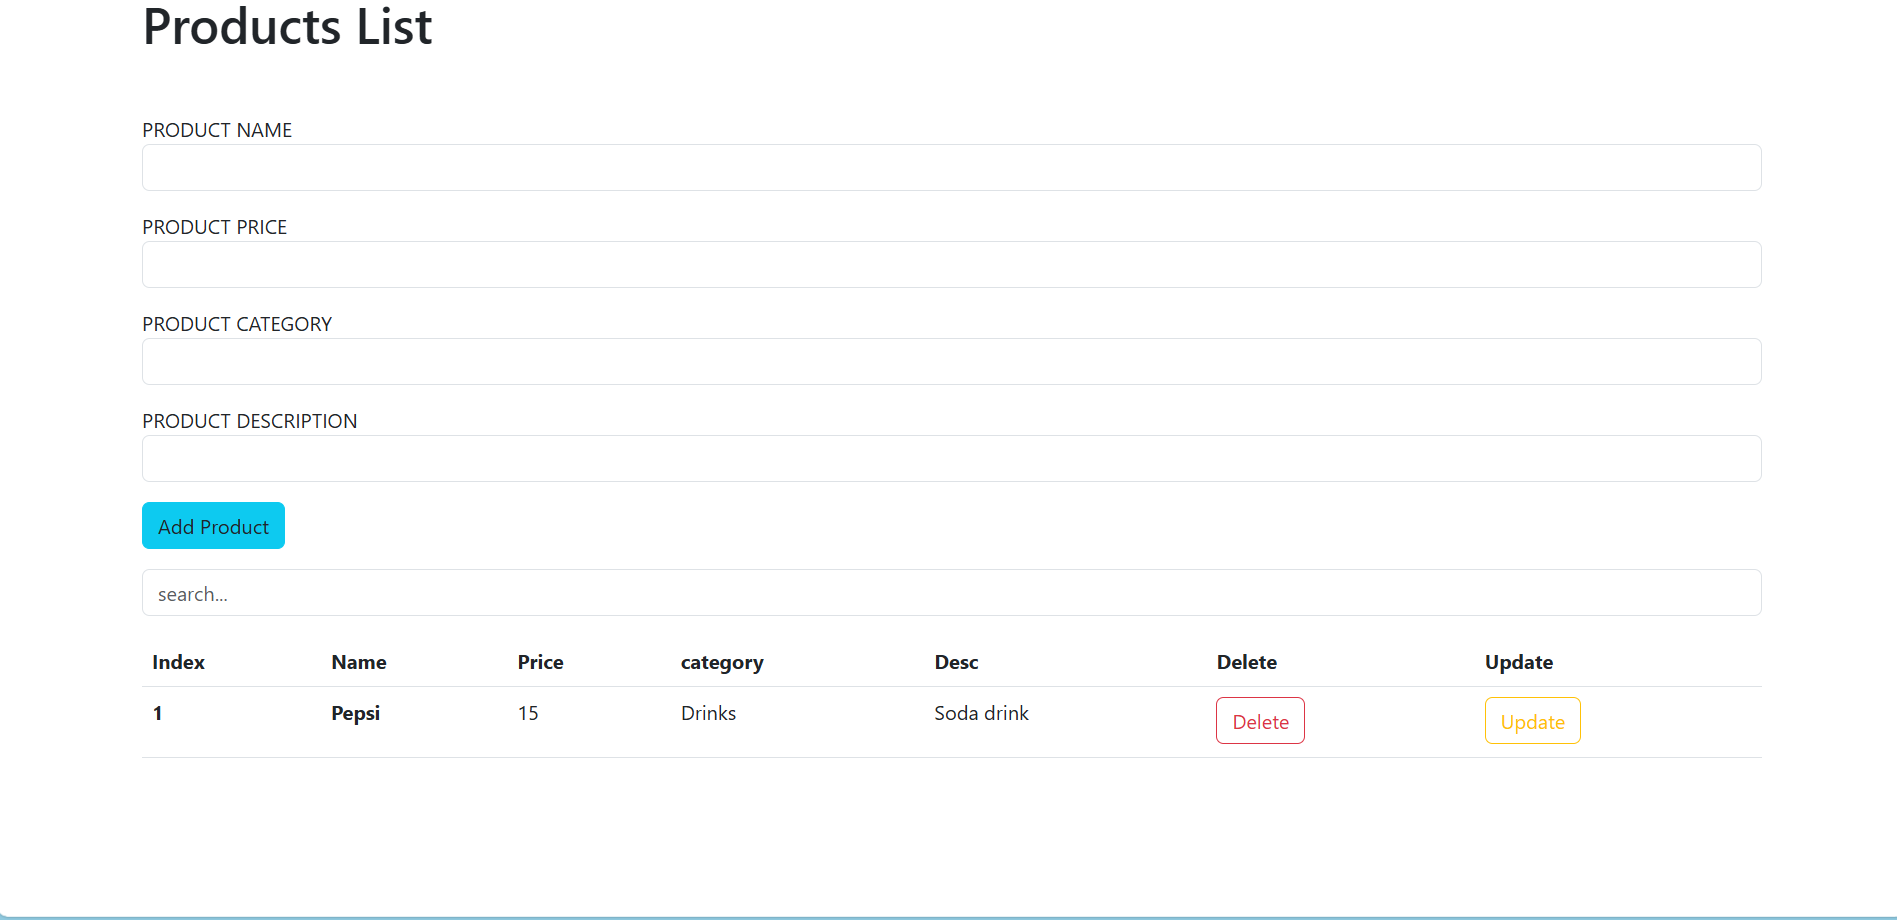 Products List
PRODUCT NAME
PRODUCT PRICE
PRODUCT CATEGORY
PRODUCT DESCRIPTION
Add Product
search...
Index Name Price category Desc Delete Update
1 Pepsi 15 Drinks Soda drink Delete Update